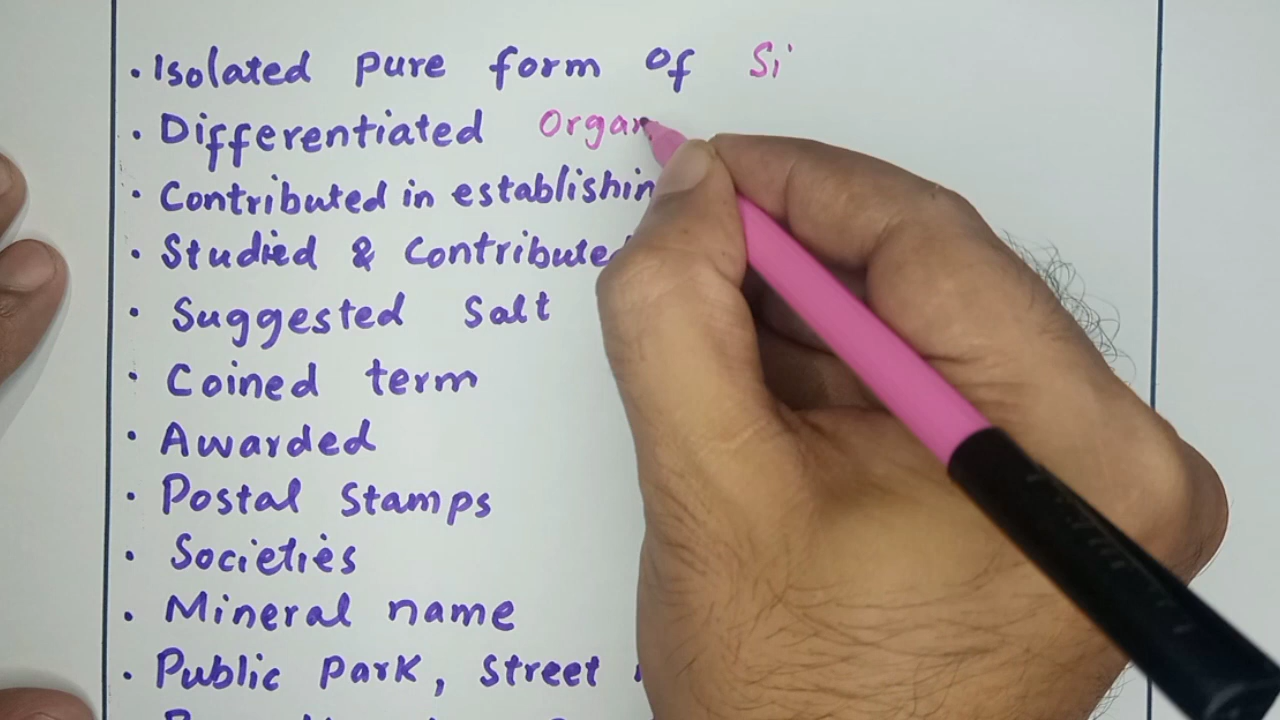 • Isolated pure form of Si
• Differentiated Organ
• Contributed in establishin
• Studied & Contribute
• Suggested Salt
• Coined term
• Awarded
• Postal Stamps
• Societies
• Mineral name
• Public Park, Street